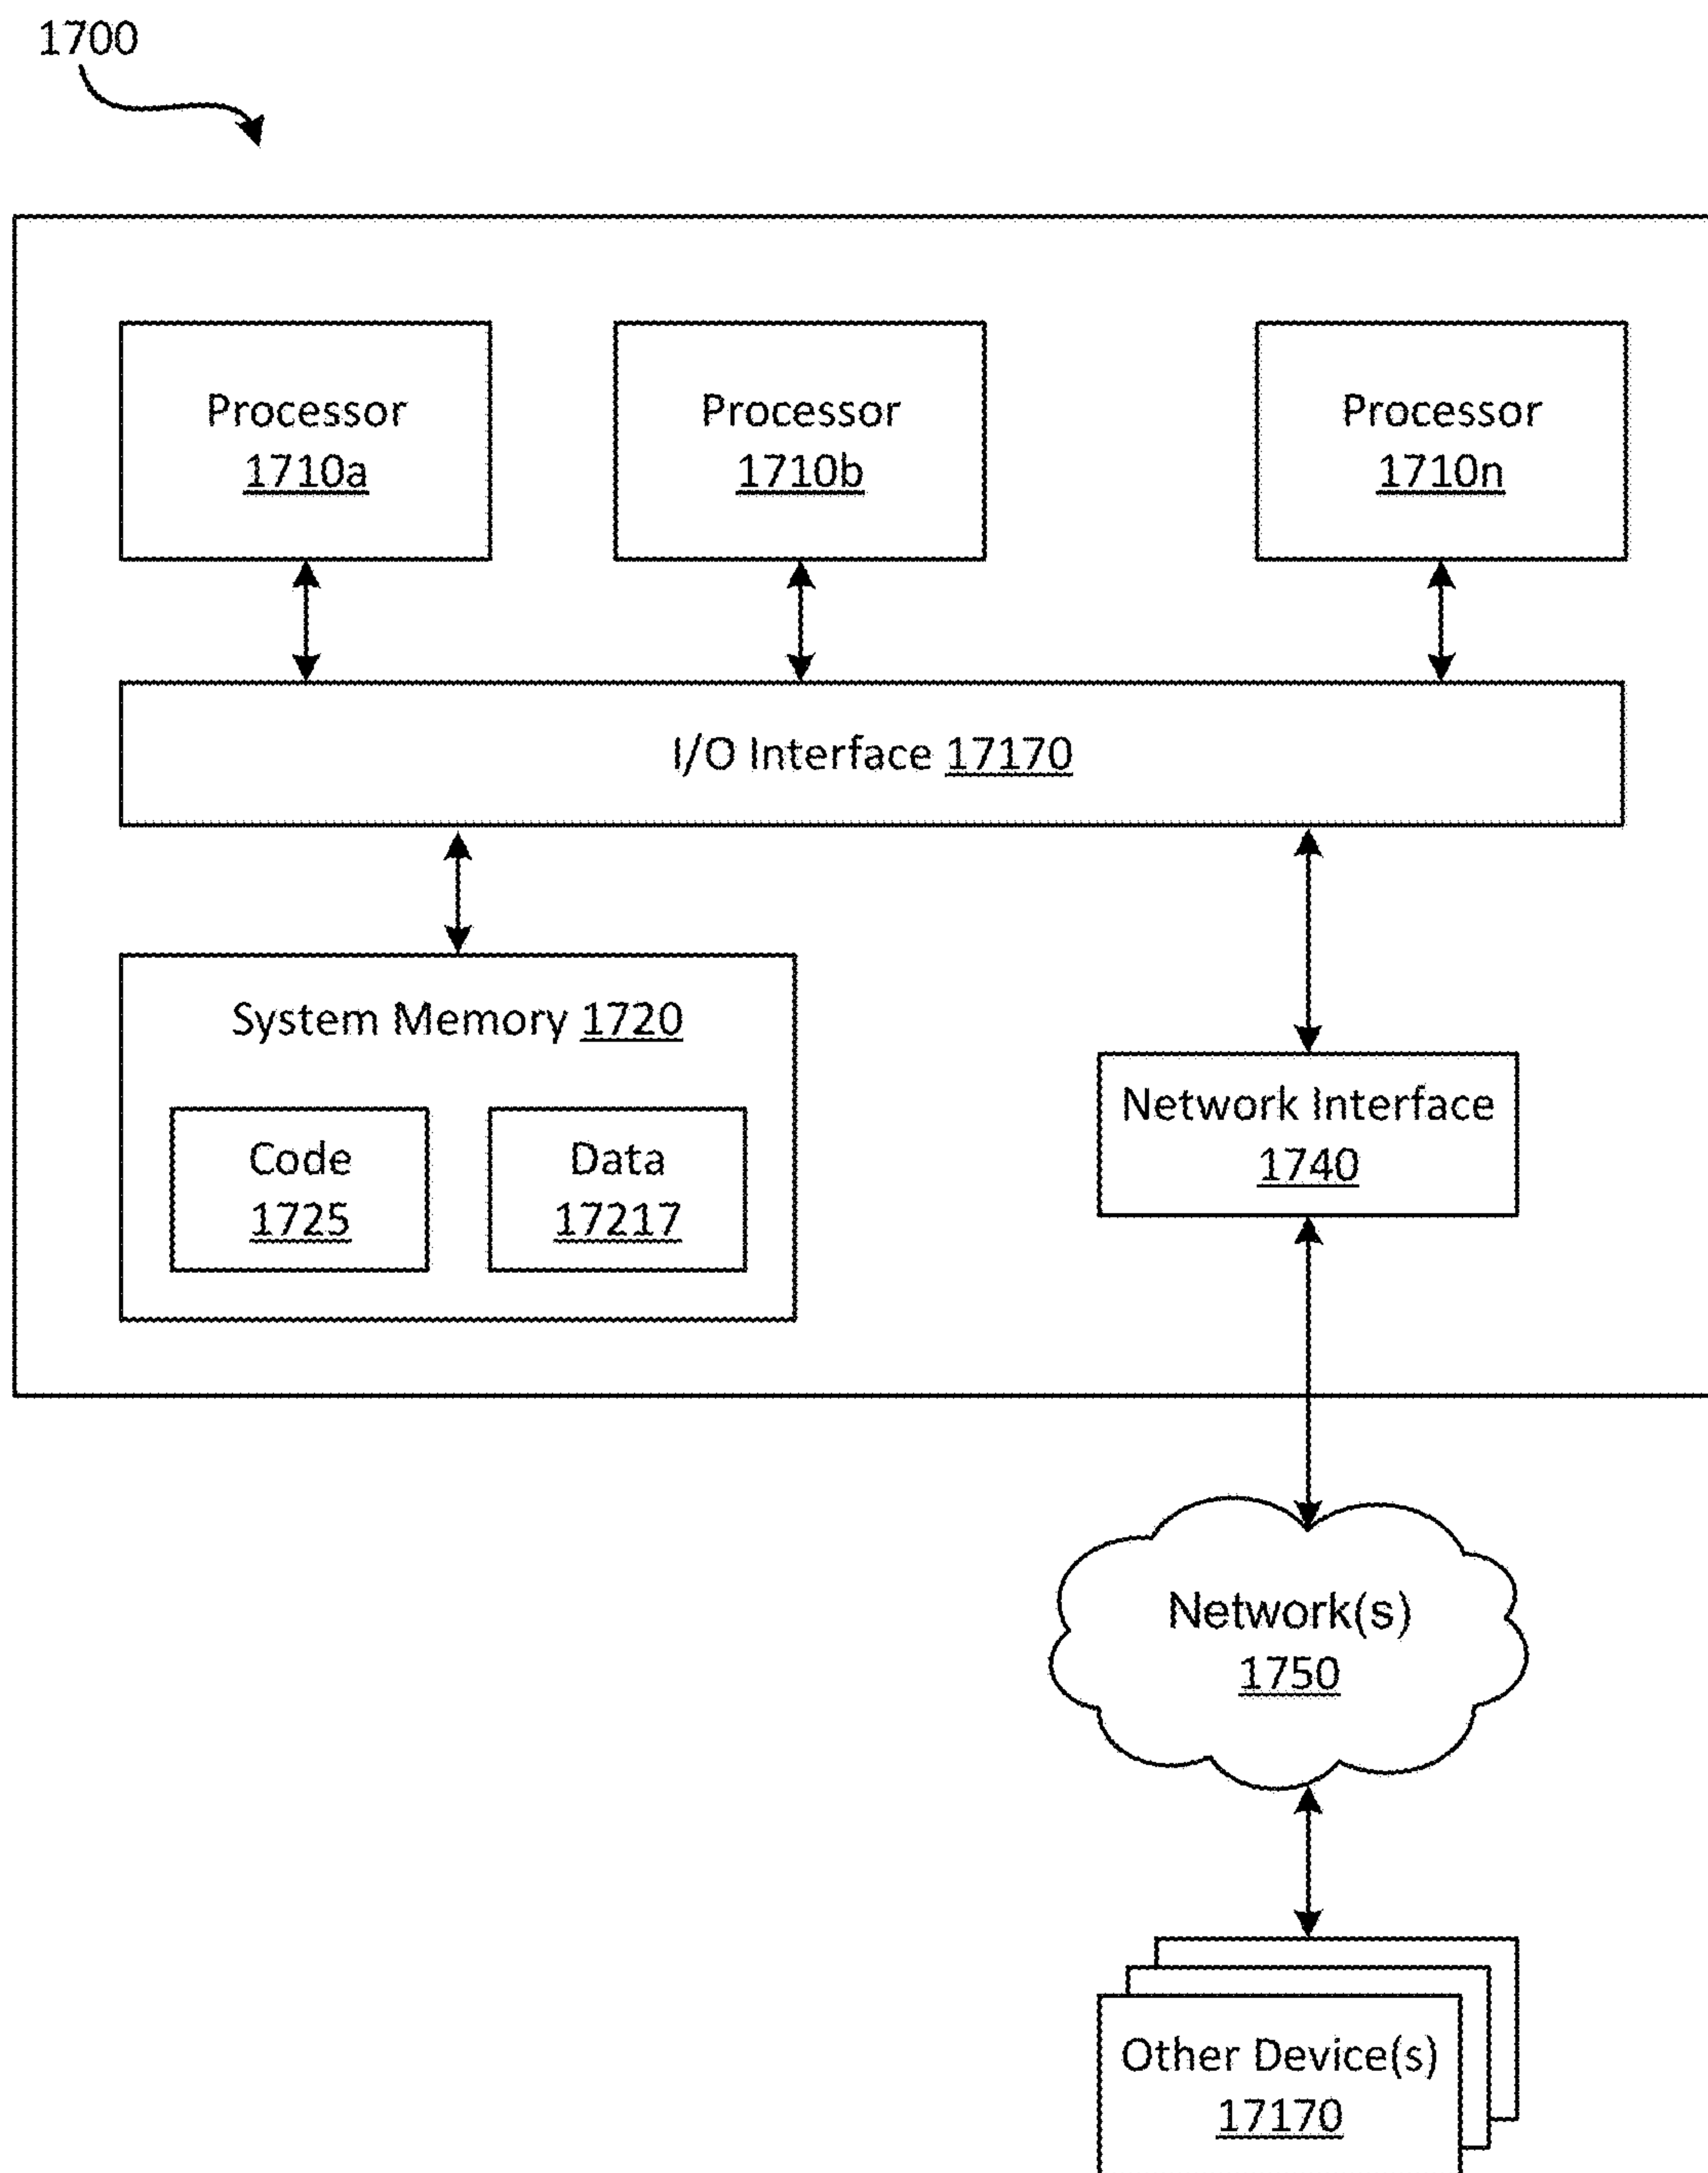 1700
Processor
1710a
Processor
1710b
Processor
1710n
I/O Interface 17170
System Memory 1720
Code
1725
Data
17217
Network Interface
1740
Network(s)
1750
Other Device(s)
17170